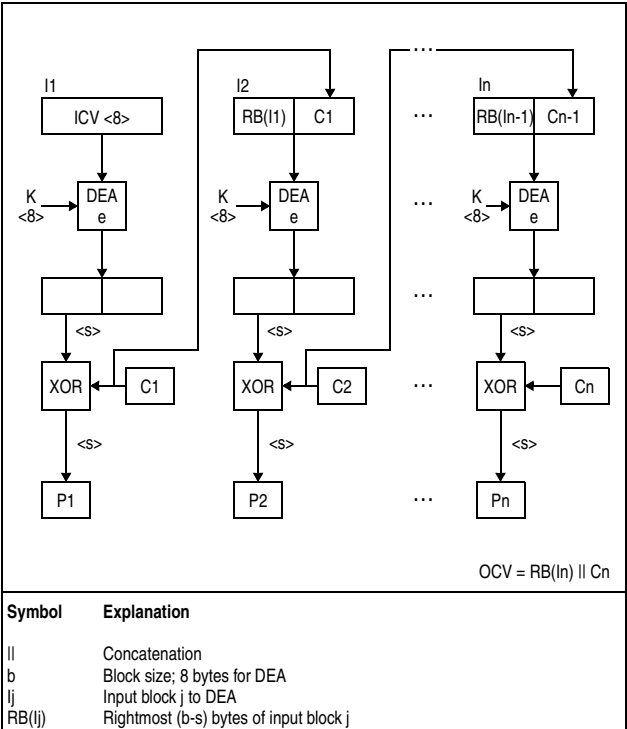 ...
I1 I2 In
ICV <8> RB(I1) C1 ... RB(In-1) Cn-1
K DEA K DEA ... K DEA
<8> e <8> e <8> e
...
<s> <s> <s>
XOR C1 XOR C2 ... XOR Cn
<s> <s> <s>
P1 P2 ... Pn
OCV = RB(In) || Cn
Symbol Explanation
|| Concatenation
b Block size; 8 bytes for DEA
Ij Input block j to DEA
RB(Ij) Rightmost (b-s) bytes of input block j